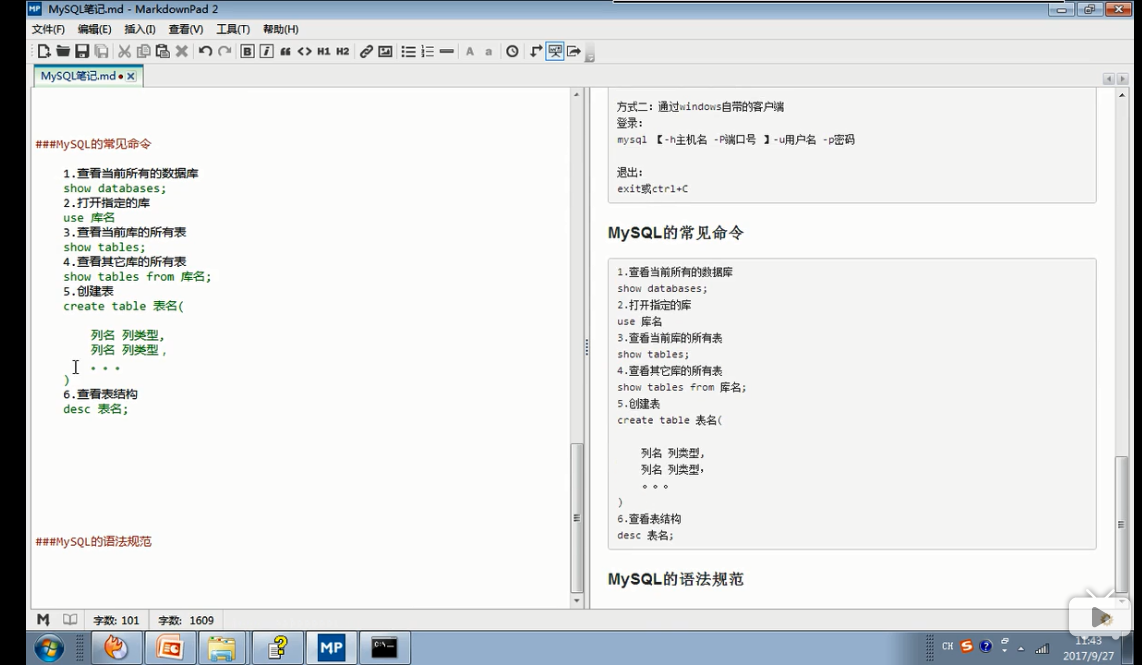 MySQL笔记.md - MarkdownPad 2
文件(F) 编辑(E) 插入(I) 查看(V) 工具(T) 帮助(H)
B i “ <> H1 H2 A a
MySQL笔记.md
###MySQL的常见命令
1.查看当前所有的数据库
show databases;
2.打开指定的库
use 库名
3.查看当前库的所有表
show tables;
4.查看其它库的所有表
show tables from 库名;
5.创建表
create table 表名(
列名 列类型,
列名 列类型，
。。。
)
6.查看表结构
desc 表名;
###MySQL的语法规范
方式二：通过windows自带的客户端
登录：
mysql 【-h主机名 -P端口号 】-u用户名 -p密码
退出：
exit或ctrl+C
MySQL的常见命令
1.查看当前所有的数据库
show databases;
2.打开指定的库
use 库名
3.查看当前库的所有表
show tables;
4.查看其它库的所有表
show tables from 库名;
5.创建表
create table 表名(
列名 列类型,
列名 列类型，
。。。
)
6.查看表结构
desc 表名;
MySQL的语法规范
字数: 101 字数: 1609
MP
CH
11:43
2017/9/27